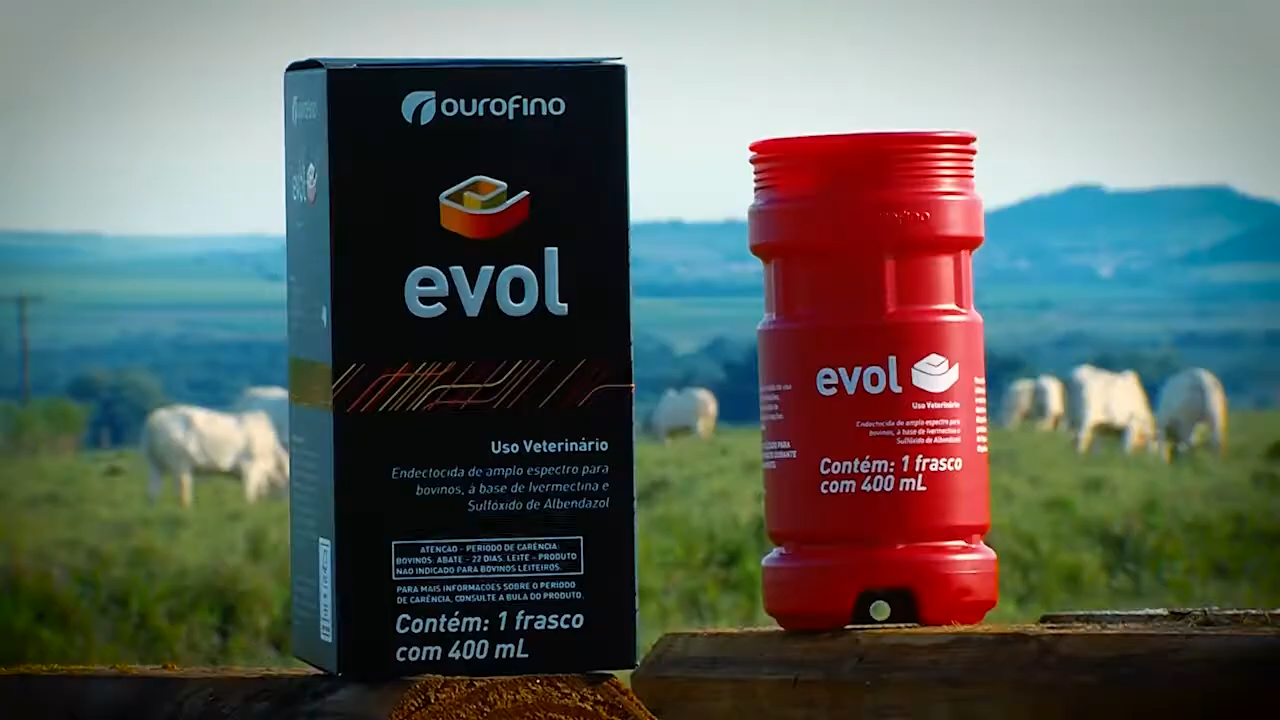 ourofino
evol
Uso Veterinário
Endectocida de amplo espectro para
bovinos, à base de Ivermectina e
Sulfóxido de Albendazol
ATENÇÃO - PERÍODO DE CARÊNCIA:
BOVINOS: ABATE - 22 DIAS. LEITE - PRODUTO
NÃO INDICADO PARA BOVINOS LEITEIROS.
PARA MAIS INFORMAÇÕES SOBRE O PERÍODO
DE CARÊNCIA, CONSULTE A BULA DO PRODUTO.
Contém: 1 frasco
com 400 mL
ourofino
evol
evol
Uso Veterinário
Endectocida de amplo espectro para
bovinos, à base de Ivermectina e
Sulfóxido de Albendazol
Contém: 1 frasco
com 400 mL